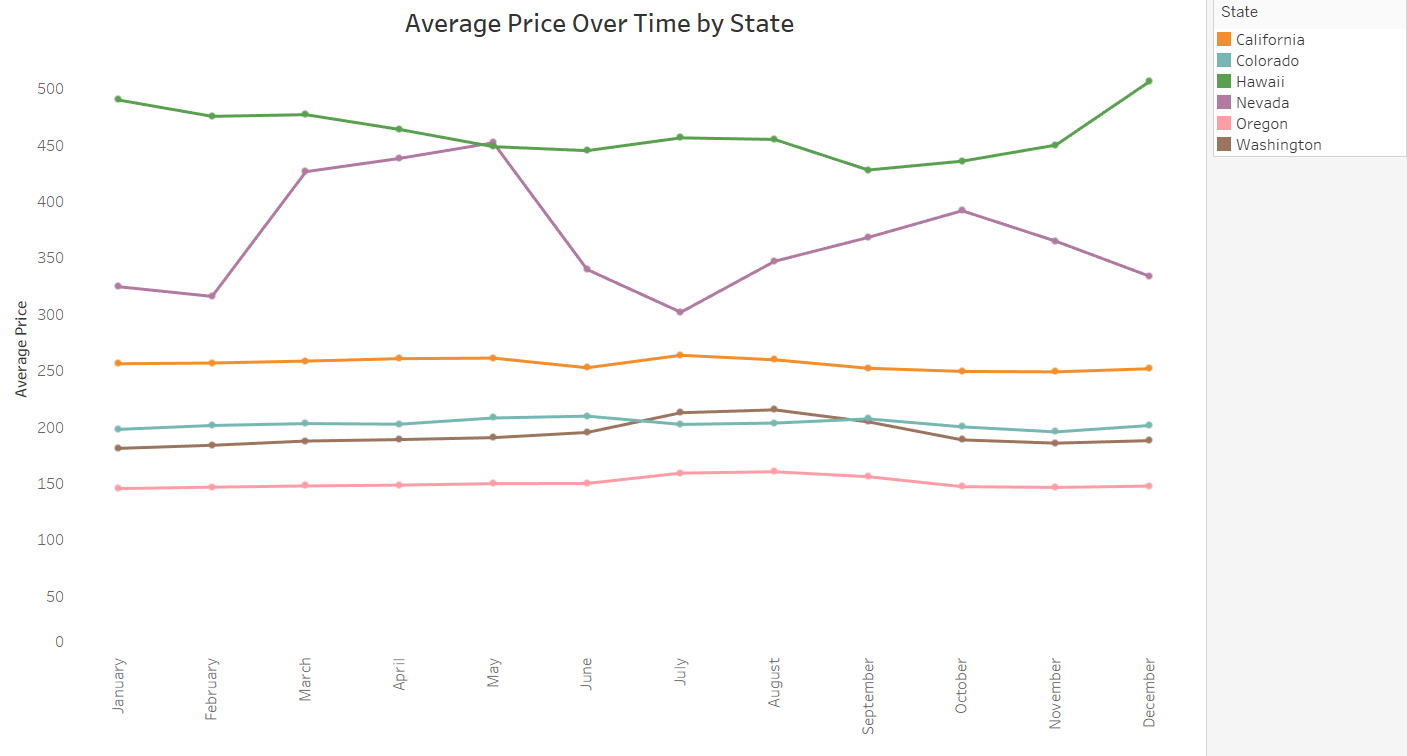 Average Price Over Time by State
State
California
Colorado
Hawaii
Nevada
Oregon
Washington
Average Price
500
450
400
350
300
250
200
150
100
50
0
January
February
March
April
May
June
July
August
September
October
November
December